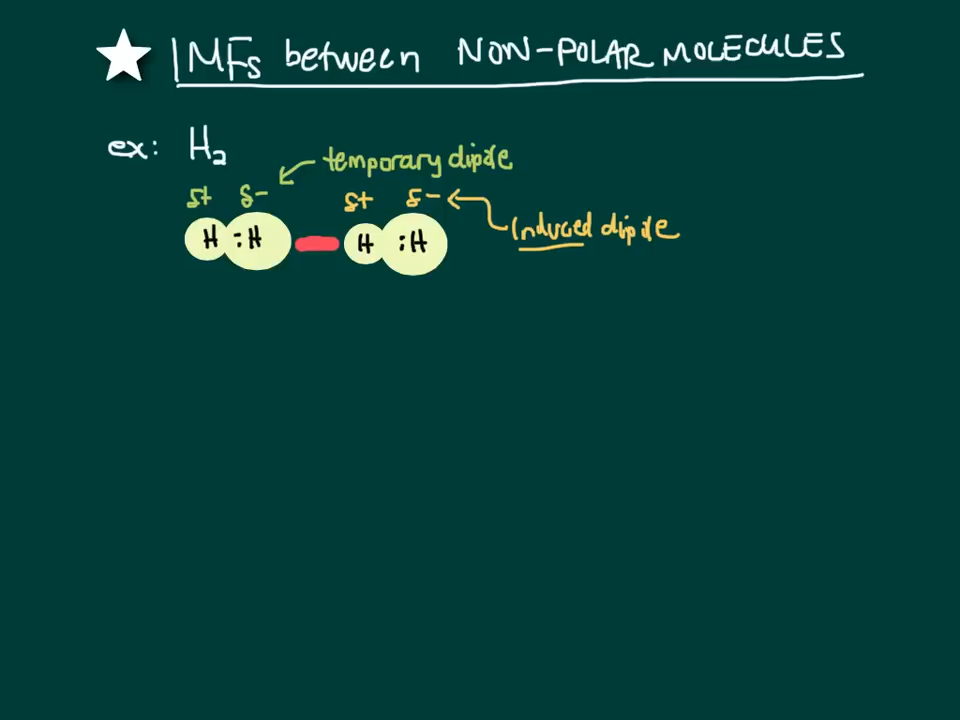 IMFs between NON-POLAR MOLECULES
ex: H₂
temporary dipole
δ+ δ- δ+ δ-
induced dipole
H :H H :H